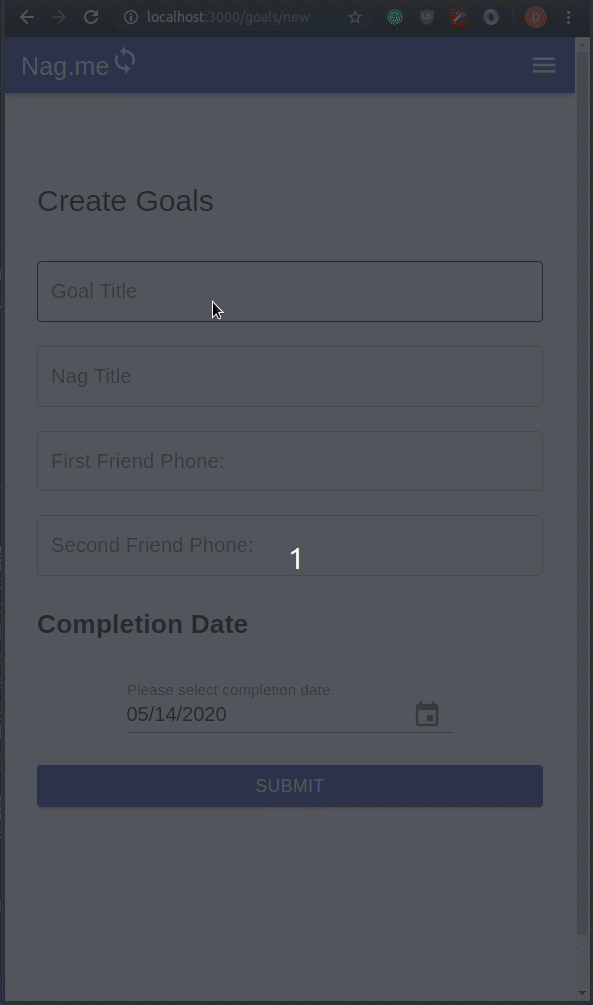 localhost:3000/goals/new
D
Nag.me
Create Goals
Goal Title
Nag Title
First Friend Phone:
Second Friend Phone:
1
Completion Date
Please select completion date:
05/14/2020
SUBMIT